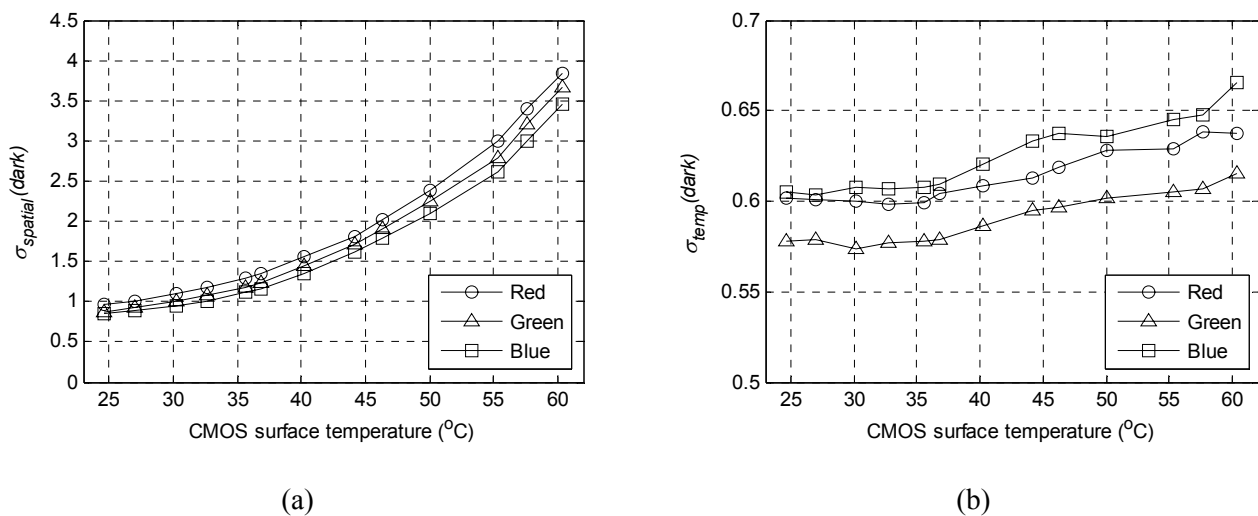 4.5
4
3.5
3
2.5
2
1.5
1
0.5
0
σspatial(dark)
25 30 35 40 45 50 55 60
CMOS surface temperature (oC)
Red
Green
Blue
(a)
0.7
0.65
0.6
0.55
0.5
σtemp(dark)
25 30 35 40 45 50 55 60
CMOS surface temperature (oC)
Red
Green
Blue
(b)